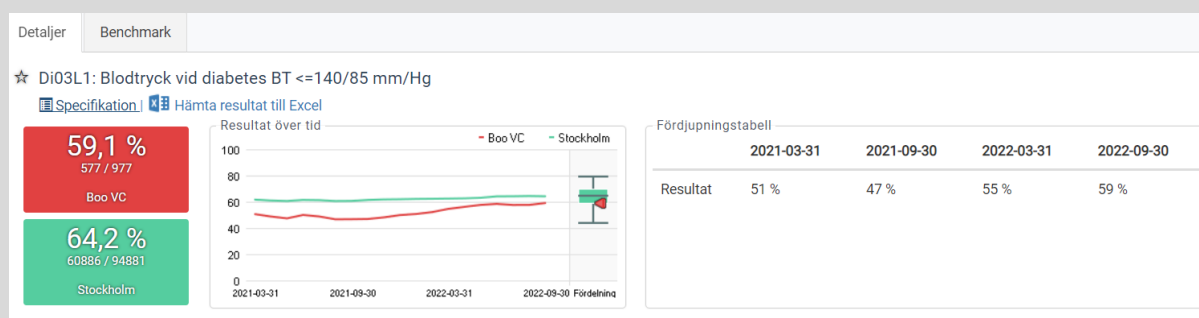 Detaljer Benchmark
☆ Di03L1: Blodtryck vid diabetes BT <=140/85 mm/Hg
Specifikation | Hämta resultat till Excel
59,1 %
577 / 977
Boo VC
64,2 %
60886 / 94881
Stockholm
Resultat över tid
- Boo VC - Stockholm
100
80
60
40
20
0
2021-03-31 2021-09-30 2022-03-31 2022-09-30 Fördelning
Fördjupningstabell
2021-03-31 2021-09-30 2022-03-31 2022-09-30
Resultat 51 % 47 % 55 % 59 %